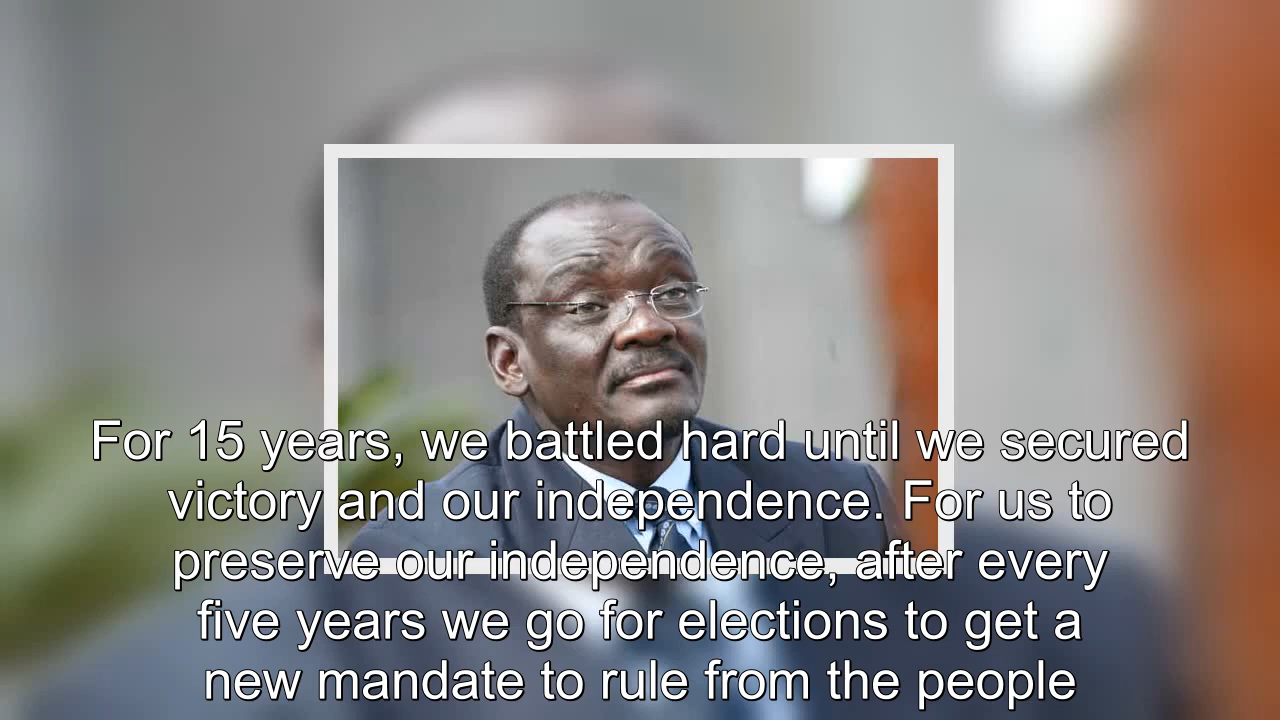 For 15 years, we battled hard until we secured
victory and our independence. For us to
preserve our independence, after every
five years we go for elections to get a
new mandate to rule from the people